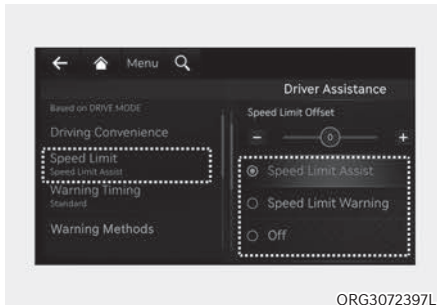 Menu
Driver Assistance
Based on DRIVE MODE
Driving Convenience
Speed Limit
Speed Limit Assist
Warning Timing
Standard
Warning Methods
Speed Limit Offset
- 0 +
Speed Limit Assist
Speed Limit Warning
Off
ORG3072397L